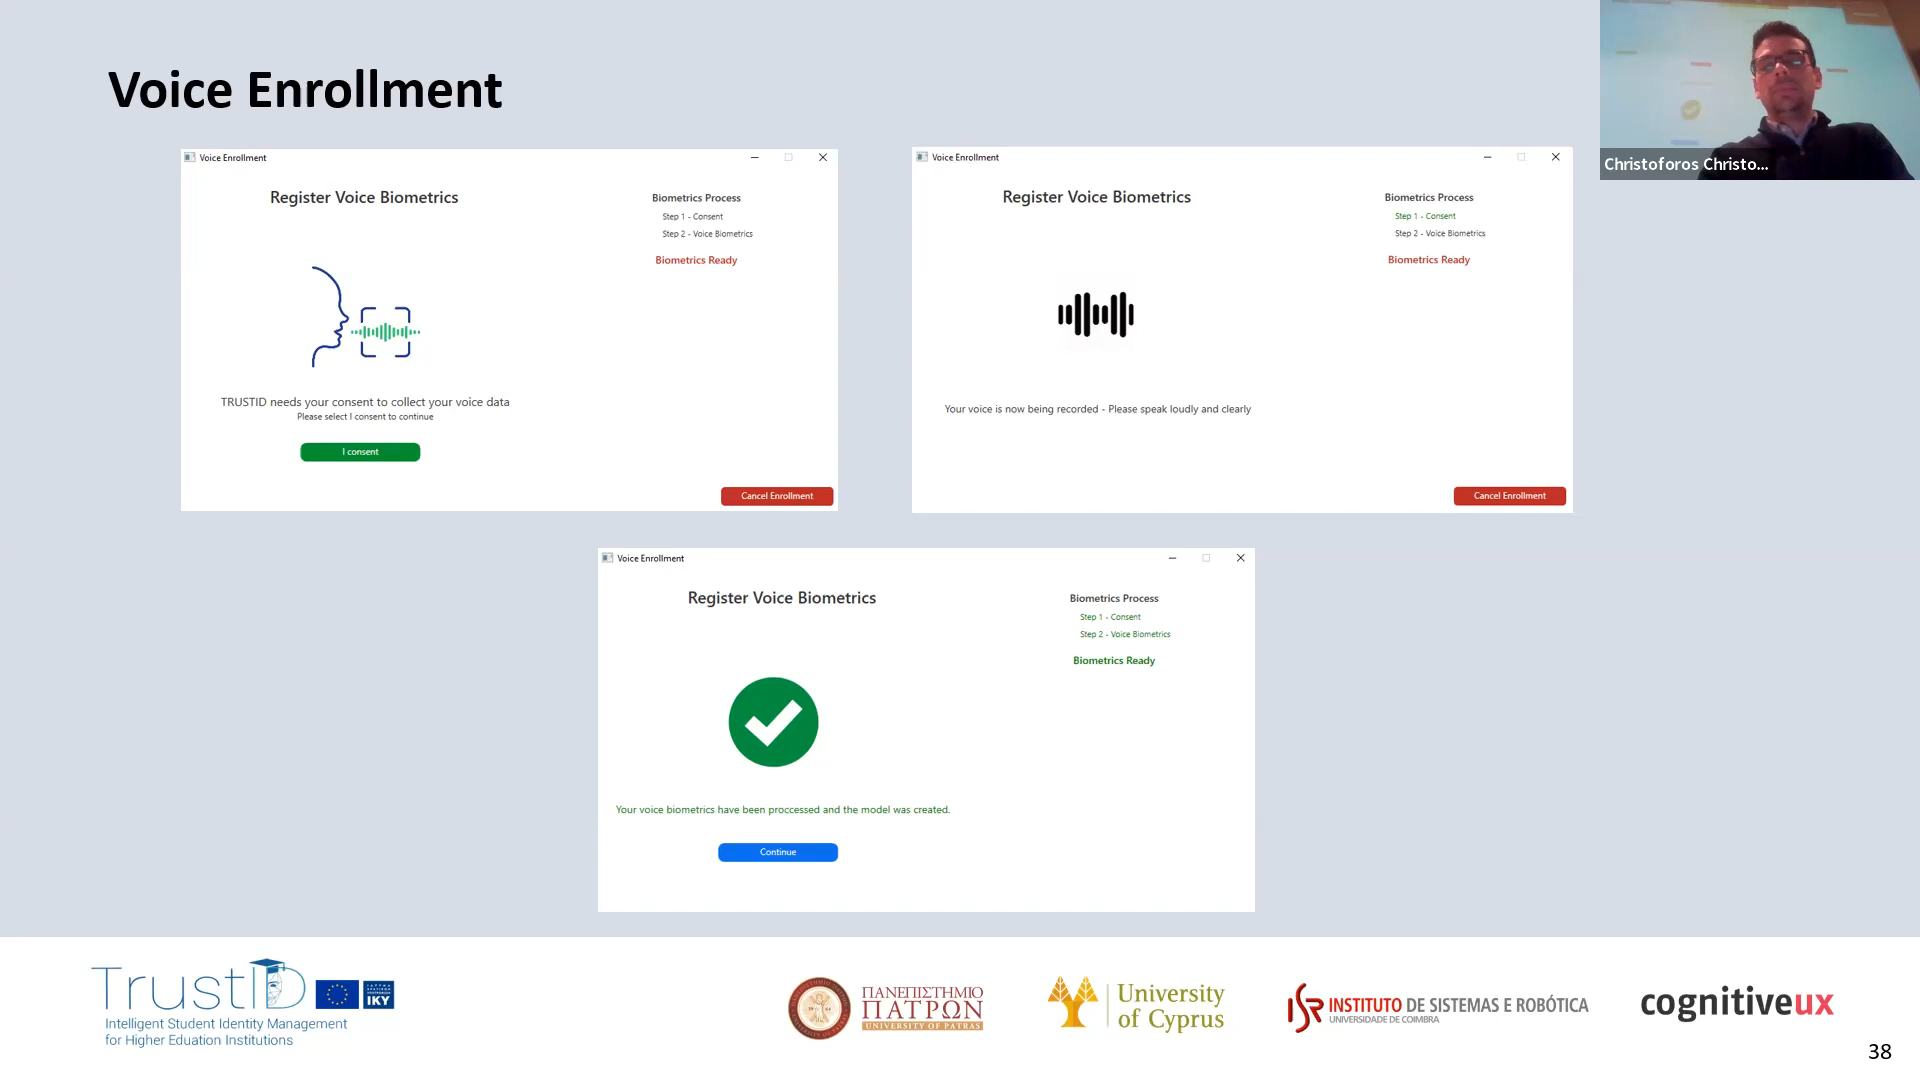 Voice Enrollment
Christoforos Christo...
Voice Enrollment
Register Voice Biometrics
Biometrics Process
Step 1 - Consent
Step 2 - Voice Biometrics
Biometrics Ready
TRUSTID needs your consent to collect your voice data
Please select I consent to continue
I consent
Cancel Enrollment
Voice Enrollment
Register Voice Biometrics
Biometrics Process
Step 1 - Consent
Step 2 - Voice Biometrics
Biometrics Ready
Your voice is now being recorded - Please speak loudly and clearly
Cancel Enrollment
Voice Enrollment
Register Voice Biometrics
Biometrics Process
Step 1 - Consent
Step 2 - Voice Biometrics
Biometrics Ready
Your voice biometrics have been proccessed and the model was created.
Continue
TrustID
IKY
Intelligent Student Identity Management
for Higher Eduation Institutions
ΠΑΝΕΠΙΣΤΗΜΙΟ
ΠΑΤΡΩΝ
UNIVERSITY OF PATRAS
University
of Cyprus
ISR INSTITUTO DE SISTEMAS E ROBÓTICA
UNIVERSIDADE DE COIMBRA
cognitiveux
38